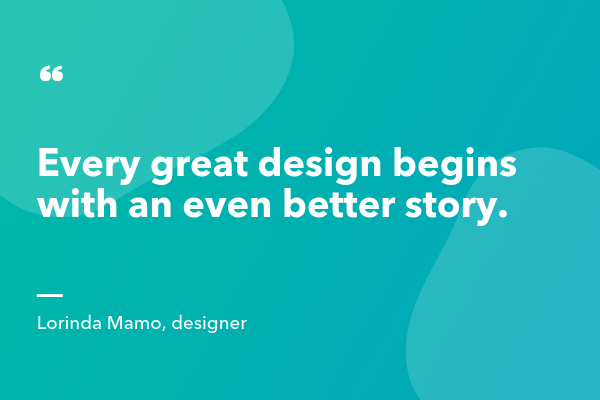 “
Every great design begins
with an even better story.
—
Lorinda Mamo, designer